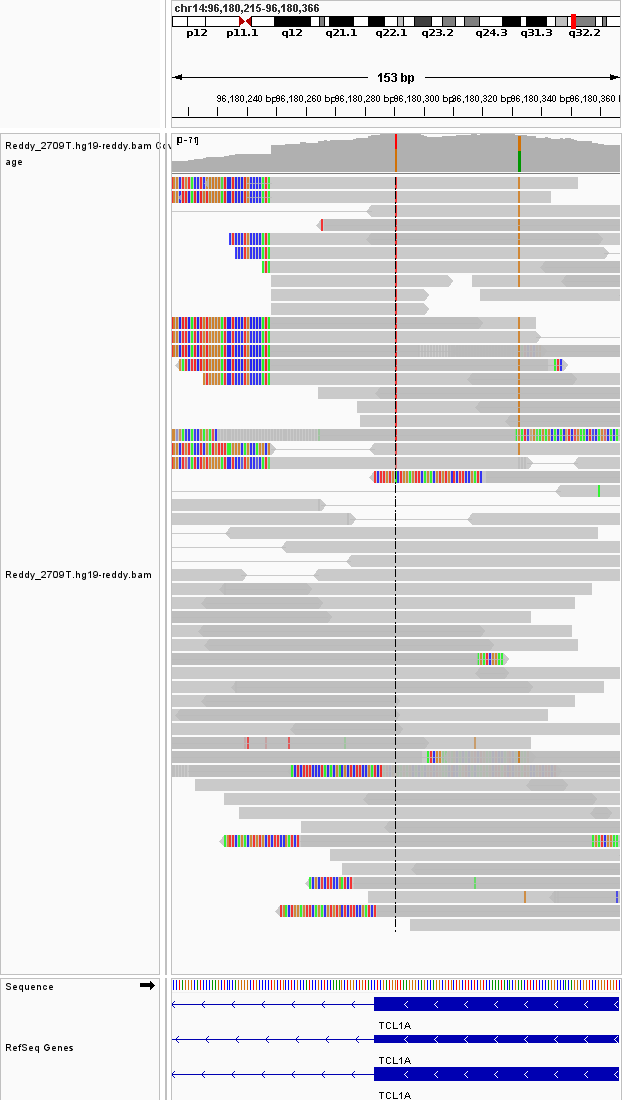 chr14:96,180,215-96,180,366
p12 p11.1 q12 q21.1 q22.1 q23.2 q24.3 q31.3 q32.2
153 bp
96,180,240 bp 96,180,260 bp 96,180,280 bp 96,180,300 bp 96,180,320 bp 96,180,340 bp 96,180,360 bp
[0-71]
Reddy_2709T.hg19-reddy.bam Cov
age
Reddy_2709T.hg19-reddy.bam
Sequence
TCL1A
RefSeq Genes
TCL1A
TCL1A